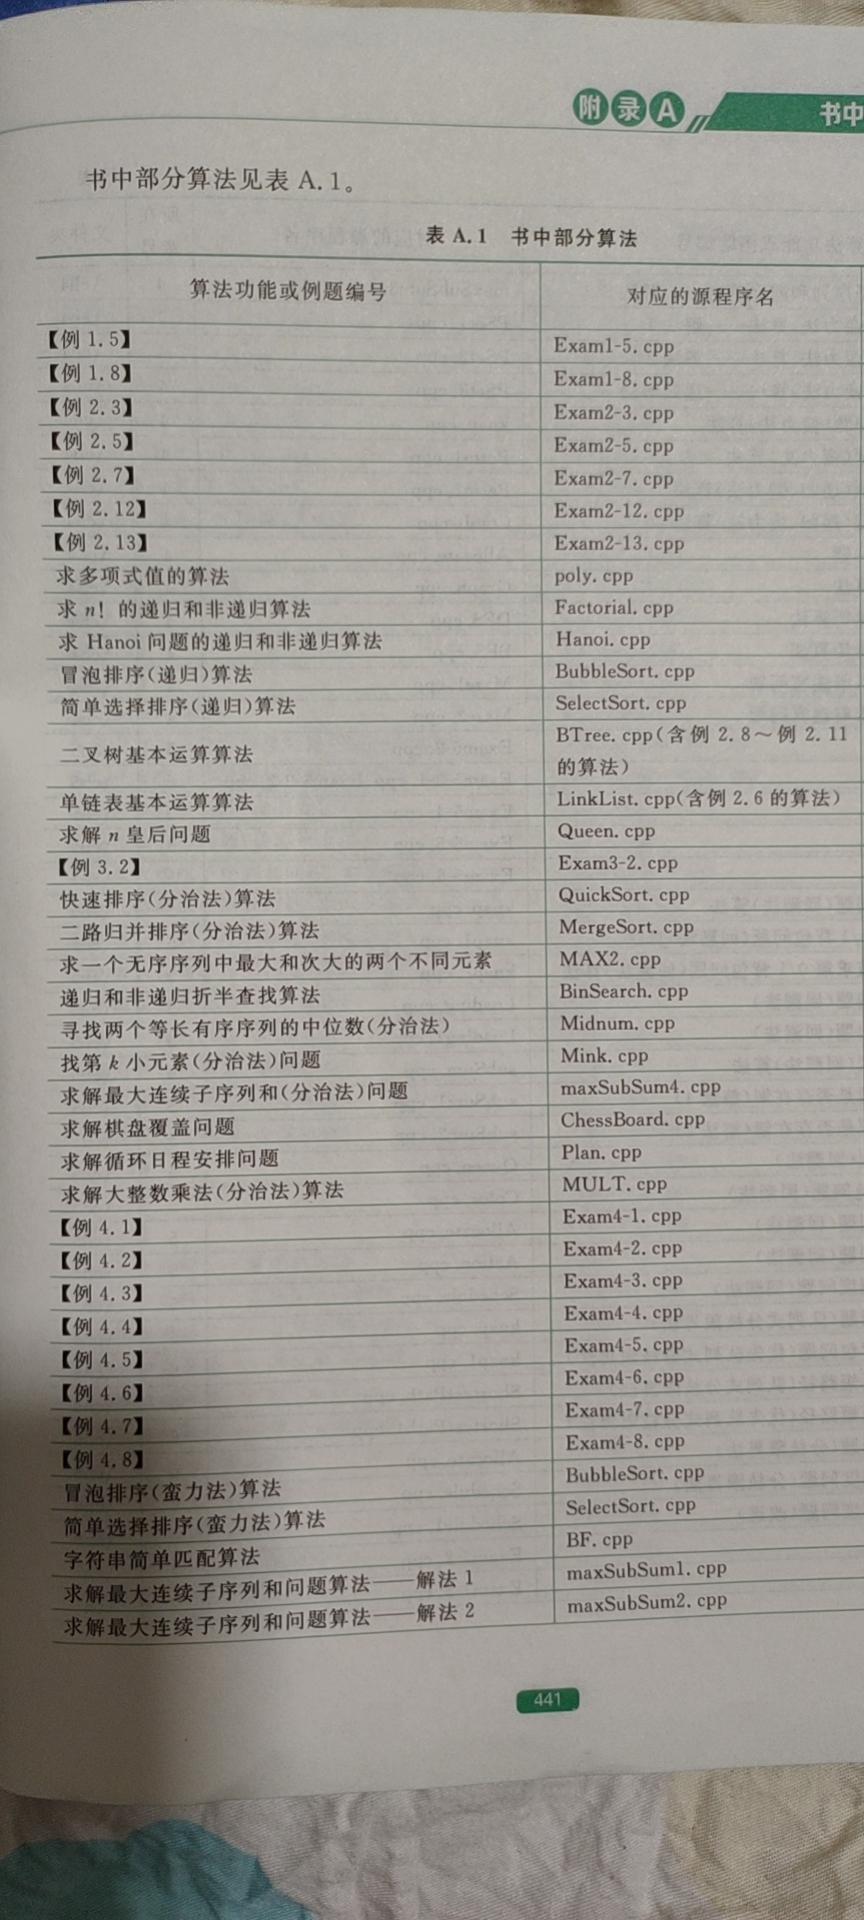 附录A 书中
书中部分算法见表 A.1。
表 A.1 书中部分算法
算法功能或例题编号 对应的源程序名
【例 1.5】 Exam1-5.cpp
【例 1.8】 Exam1-8.cpp
【例 2.3】 Exam2-3.cpp
【例 2.5】 Exam2-5.cpp
【例 2.7】 Exam2-7.cpp
【例 2.12】 Exam2-12.cpp
【例 2.13】 Exam2-13.cpp
求多项式值的算法 poly.cpp
求 n! 的递归和非递归算法 Factorial.cpp
求 Hanoi 问题的递归和非递归算法 Hanoi.cpp
冒泡排序(递归)算法 BubbleSort.cpp
简单选择排序(递归)算法 SelectSort.cpp
二叉树基本运算算法 BTree.cpp(含例 2.8～例 2.11
的算法)
单链表基本运算算法 LinkList.cpp(含例 2.6 的算法)
求解 n 皇后问题 Queen.cpp
【例 3.2】 Exam3-2.cpp
快速排序(分治法)算法 QuickSort.cpp
二路归并排序(分治法)算法 MergeSort.cpp
求一个无序序列中最大和次大的两个不同元素 MAX2.cpp
递归和非递归折半查找算法 BinSearch.cpp
寻找两个等长有序序列的中位数(分治法) Midnum.cpp
找第 k 小元素(分治法)问题 Mink.cpp
求解最大连续子序列和(分治法)问题 maxSubSum4.cpp
求解棋盘覆盖问题 ChessBoard.cpp
求解循环日程安排问题 Plan.cpp
求解大整数乘法(分治法)算法 MULT.cpp
【例 4.1】 Exam4-1.cpp
【例 4.2】 Exam4-2.cpp
【例 4.3】 Exam4-3.cpp
【例 4.4】 Exam4-4.cpp
【例 4.5】 Exam4-5.cpp
【例 4.6】 Exam4-6.cpp
【例 4.7】 Exam4-7.cpp
【例 4.8】 Exam4-8.cpp
冒泡排序(蛮力法)算法 BubbleSort.cpp
简单选择排序(蛮力法)算法 SelectSort.cpp
字符串简单匹配算法 BF.cpp
求解最大连续子序列和问题算法——解法 1 maxSubSum1.cpp
求解最大连续子序列和问题算法——解法 2 maxSubSum2.cpp
441